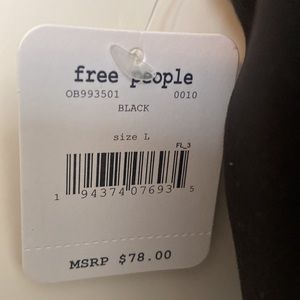 free people
OB993501 0010
BLACK
size L
FL_3
1 94374 07693 5
MSRP $78.00